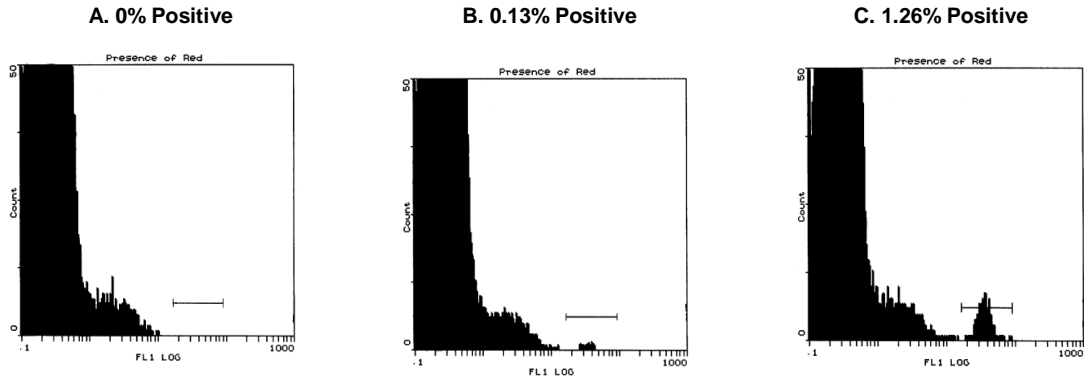 A. 0% Positive
B. 0.13% Positive
C. 1.26% Positive
Presence of Red
50
Count
0
.1
1000
FL1 LOG
Presence of Red
50
Count
0
.1
1000
FL1 LOG
Presence of Red
50
Count
0
.1
1000
FL1 LOG